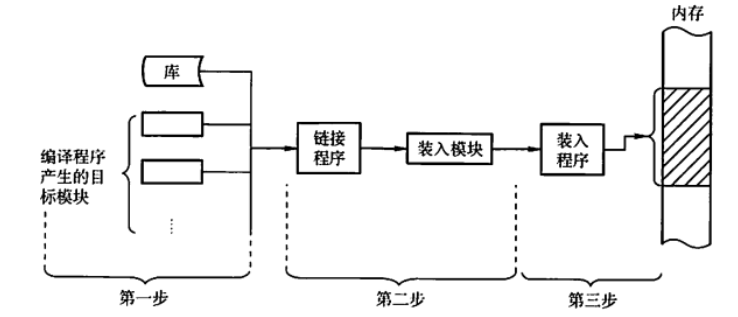 内存
库
编译程序
产生的目
标模块
链接
程序
装入模块
装入
程序
第一步
第二步
第三步